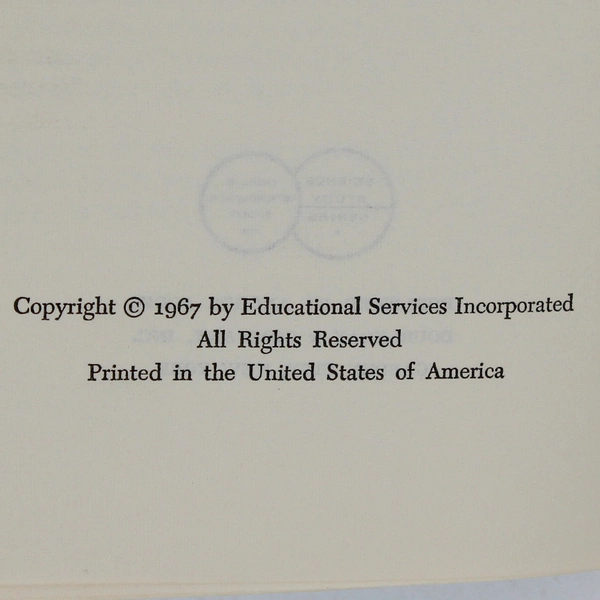 Copyright © 1967 by Educational Services Incorporated
All Rights Reserved
Printed in the United States of America